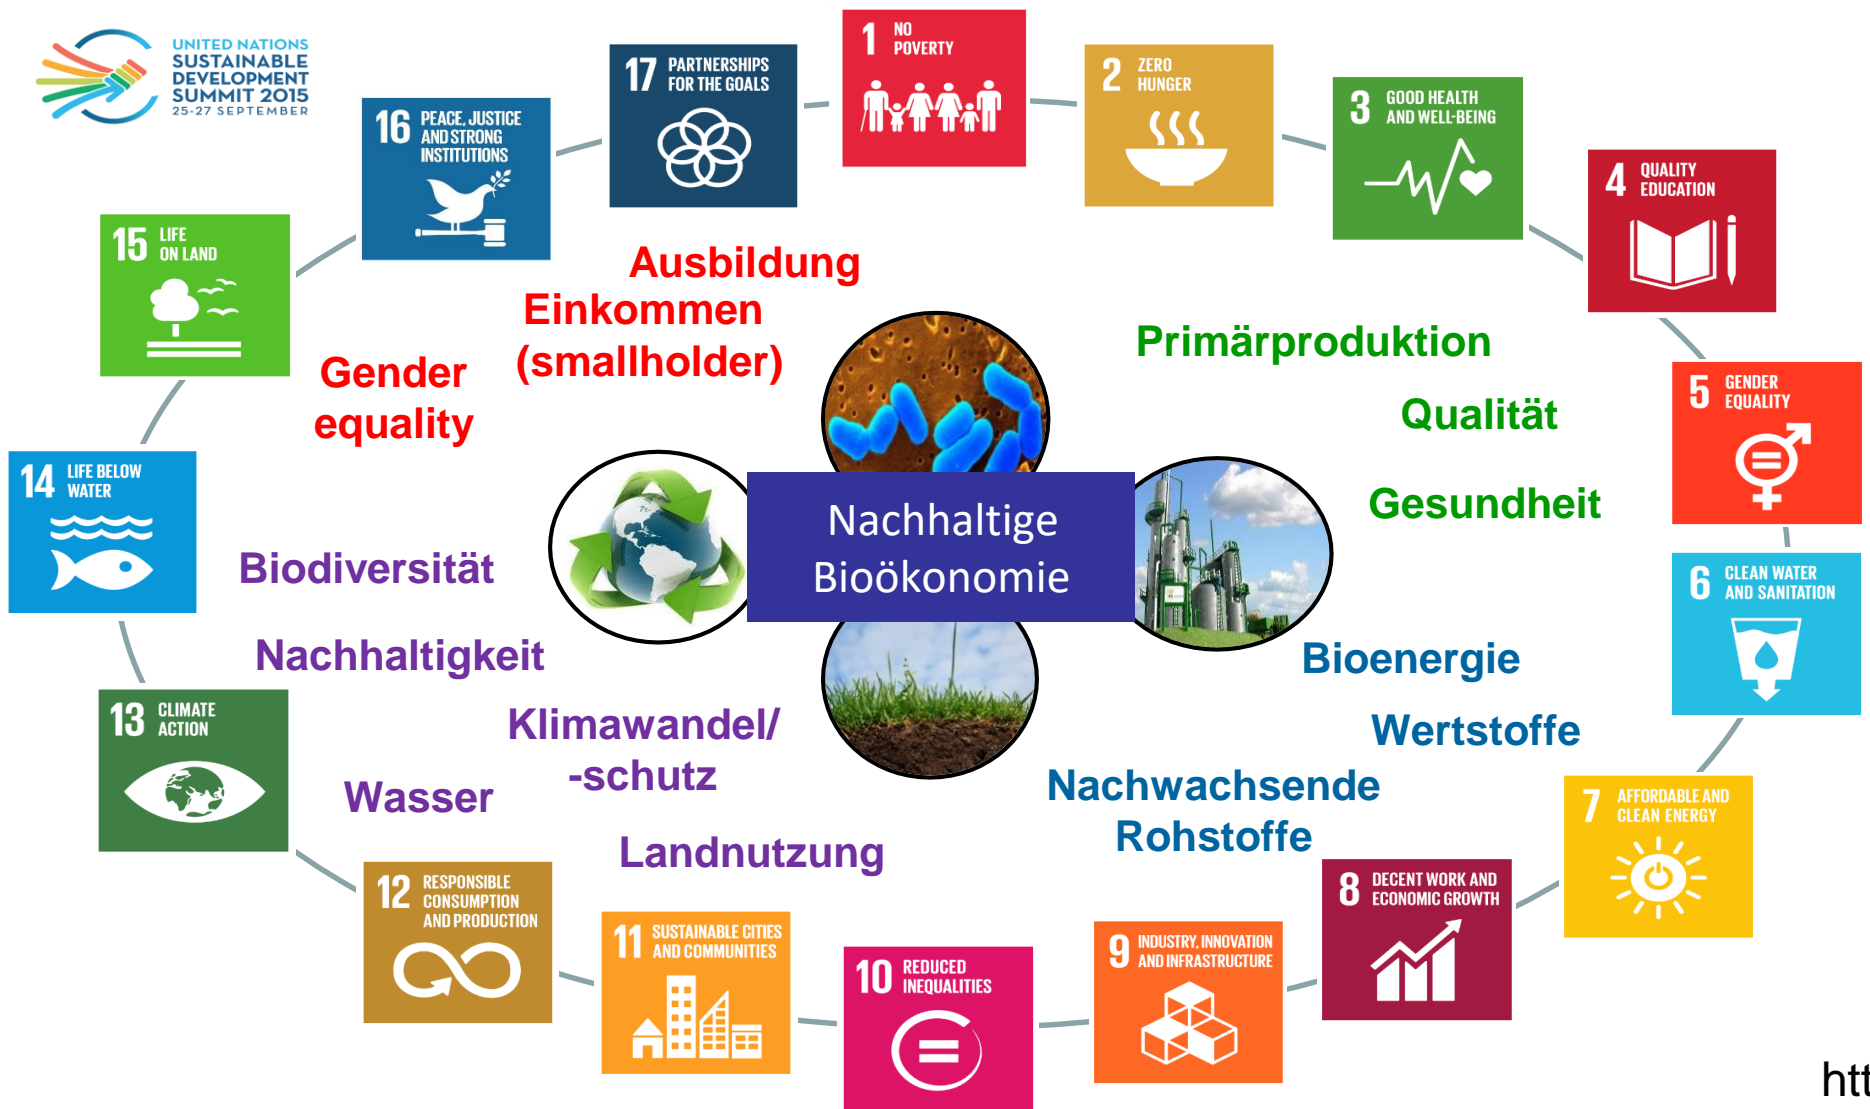 UNITED NATIONS
SUSTAINABLE
DEVELOPMENT
SUMMIT 2015
25-27 SEPTEMBER
1 NO
POVERTY
2 ZERO
HUNGER
3 GOOD HEALTH
AND WELL-BEING
4 QUALITY
EDUCATION
5 GENDER
EQUALITY
6 CLEAN WATER
AND SANITATION
7 AFFORDABLE AND
CLEAN ENERGY
8 DECENT WORK AND
ECONOMIC GROWTH
9 INDUSTRY, INNOVATION
AND INFRASTRUCTURE
10 REDUCED
INEQUALITIES
11 SUSTAINABLE CITIES
AND COMMUNITIES
12 RESPONSIBLE
CONSUMPTION
AND PRODUCTION
13 CLIMATE
ACTION
14 LIFE BELOW
WATER
15 LIFE
ON LAND
16 PEACE, JUSTICE
AND STRONG
INSTITUTIONS
17 PARTNERSHIPS
FOR THE GOALS
Ausbildung
Einkommen
(smallholder)
Gender
equality
Primärproduktion
Qualität
Gesundheit
Nachhaltige
Bioökonomie
Biodiversität
Nachhaltigkeit
Klimawandel/
-schutz
Wasser
Landnutzung
Bioenergie
Wertstoffe
Nachwachsende
Rohstoffe
htt